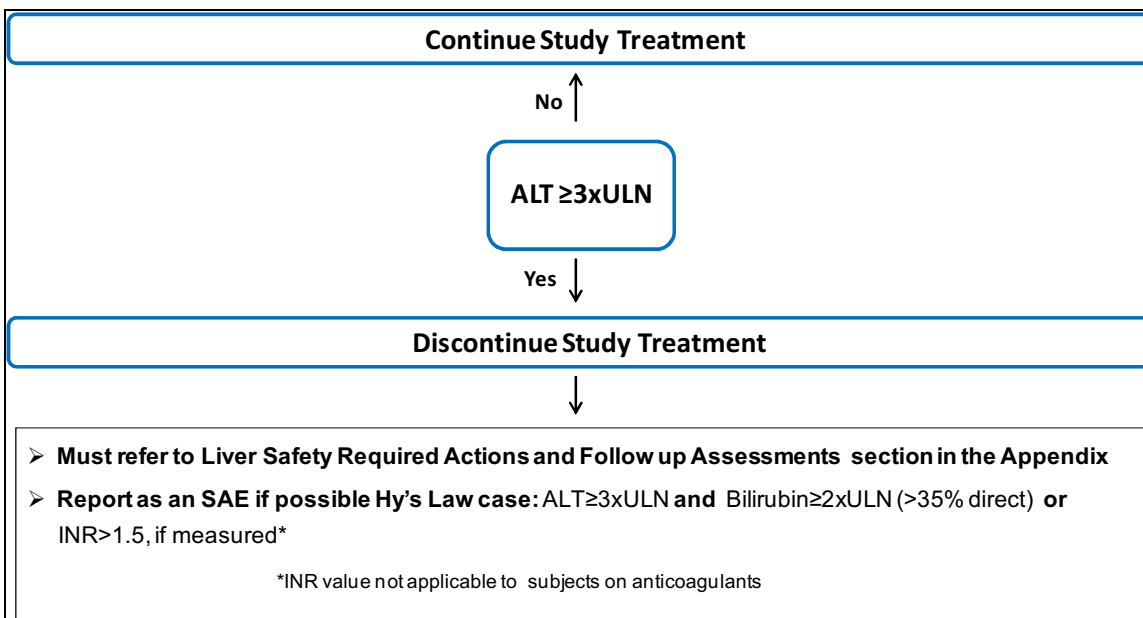 Continue Study Treatment
No
ALT ≥3xULN
Yes
Discontinue Study Treatment
➢ Must refer to Liver Safety Required Actions and Follow up Assessments section in the Appendix
➢ Report as an SAE if possible Hy's Law case: ALT≥3xULN and Bilirubin≥2xULN (>35% direct) or
INR>1.5, if measured*
*INR value not applicable to subjects on anticoagulants